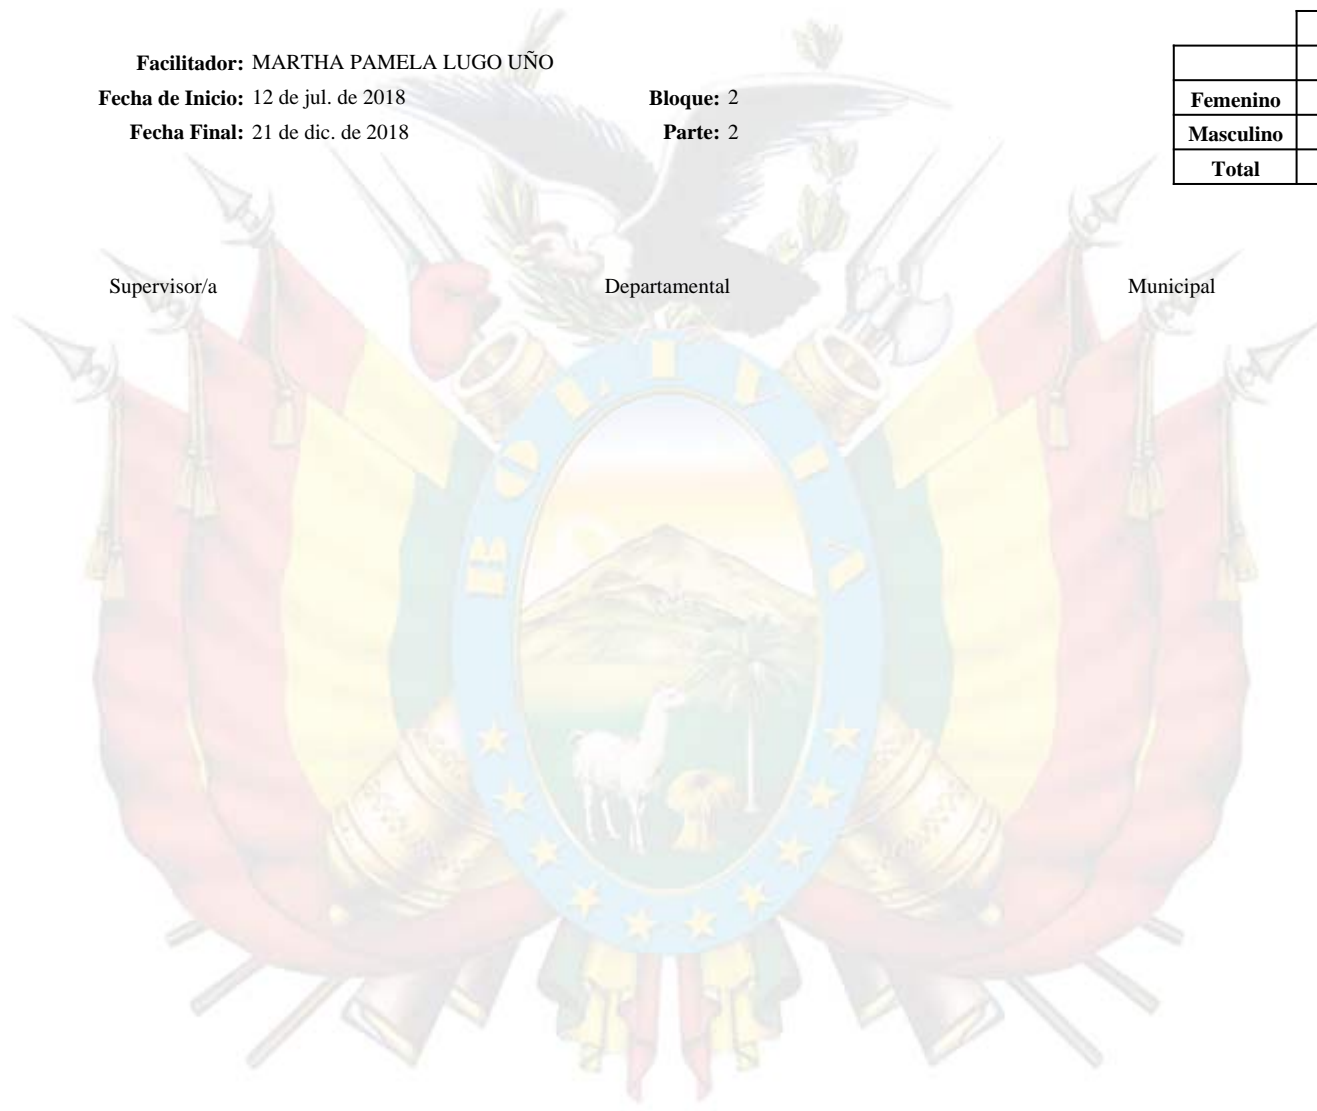 Facilitador: MARTHA PAMELA LUGO UÑO
Fecha de Inicio: 12 de jul. de 2018 Bloque: 2
Fecha Final: 21 de dic. de 2018 Parte: 2
Femenino
Masculino
Total
Supervisor/a Departamental Municipal
BOLIVIA